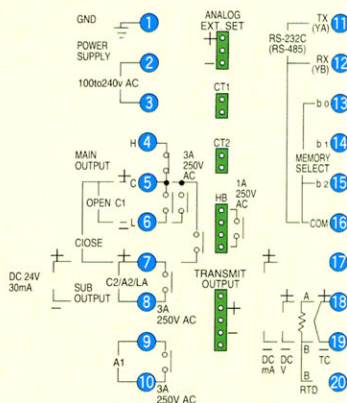 GND
1
POWER
SUPPLY
2
100to240v AC
3
H
4
3A
250V
AC
MAIN
OUTPUT
C
5
OPEN C1
L
6
CLOSE
7
DC 24V
30mA
SUB
OUTPUT
C2/A2/LA
8
3A
250V AC
9
A1
10
3A
250V AC
ANALOG
EXT. SET
+
−
CT1
CT2
HB
1A
250V
AC
TRANSMIT
OUTPUT
+
−
TX
(YA)
11
RS-232C
(RS-485)
RX
(YB)
12
b 0
13
b 1
14
MEMORY
SELECT
b 2
15
COM
16
17
A
18
B
19
DC
mA
DC
V
TC
B
20
RTD